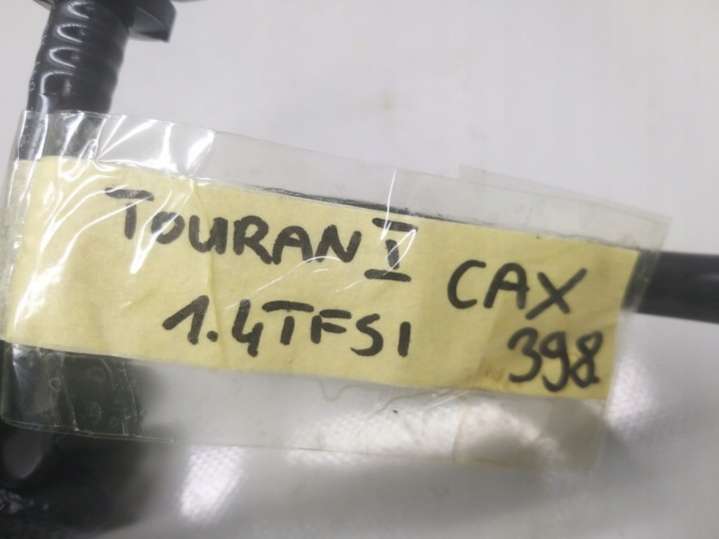 TOURAN I
CAX
1.4TFSI
398